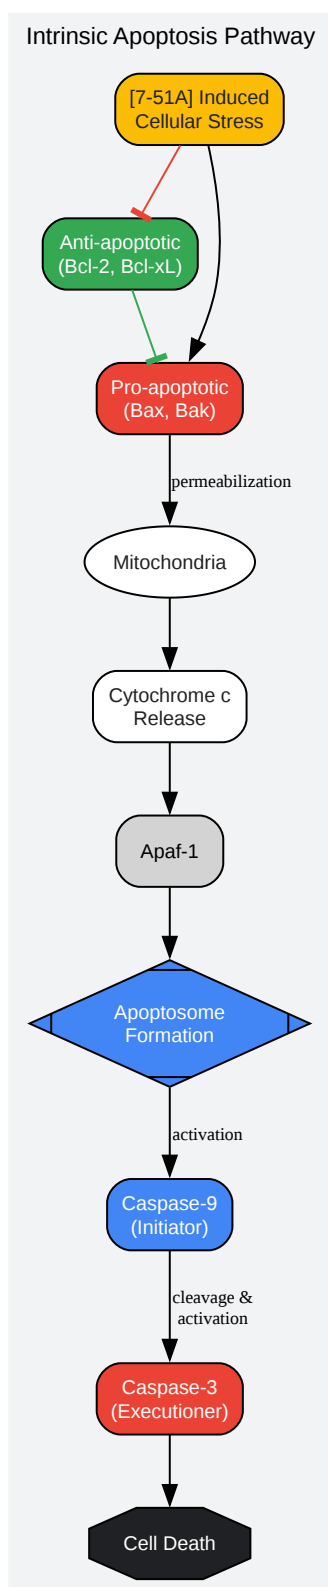 Intrinsic Apoptosis Pathway
[7-51A] Induced
Cellular Stress
Anti-apoptotic
(Bcl-2, Bcl-xL)
Pro-apoptotic
(Bax, Bak)
permeabilization
Mitochondria
Cytochrome c
Release
Apaf-1
Apoptosome
Formation
activation
Caspase-9
(Initiator)
cleavage &
activation
Caspase-3
(Executioner)
Cell Death